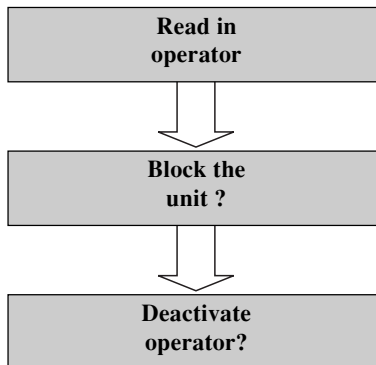 Read in
operator
Block the
unit ?
Deactivate
operator?